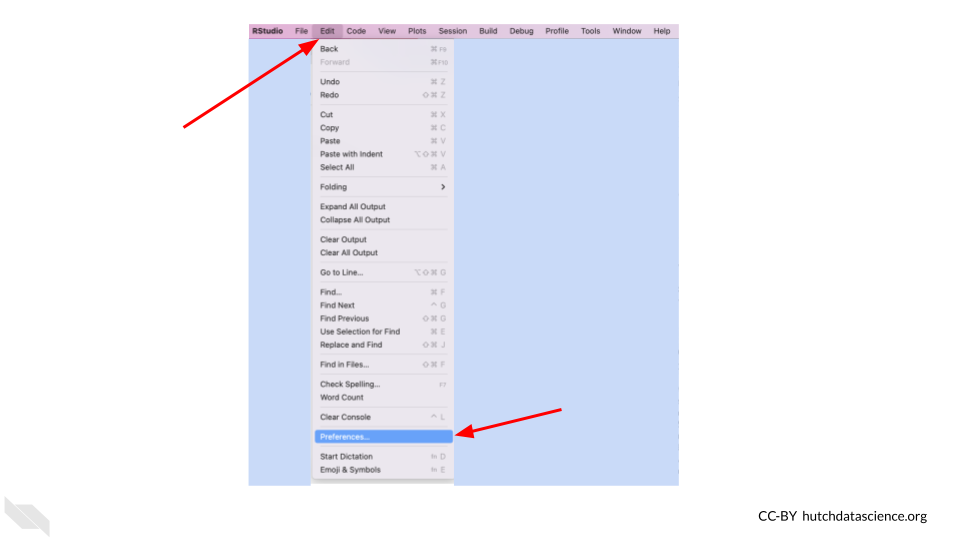 RStudio File Edit Code View Plots Session Build Debug Profile Tools Window Help
Back ⌘F9
Forward ⌘F10
Undo ⌘ Z
Redo ⇧⌘ Z
Cut ⌘ X
Copy ⌘ C
Paste ⌘ V
Paste with Indent ⌥⇧⌘ V
Select All ⌘ A
Folding
Expand All Output
Collapse All Output
Clear Output
Clear All Output
Go to Line... ⌥⇧⌘ G
Find... ⌘ F
Find Next ^ G
Find Previous ⇧⌘ G
Use Selection for Find ⌘ E
Replace and Find ⇧⌘ J
Find in Files... ⇧⌘ F
Check Spelling... F7
Word Count
Clear Console ^ L
Preferences...
Start Dictation fn D
Emoji & Symbols fn E
CC-BY hutchdatascience.org